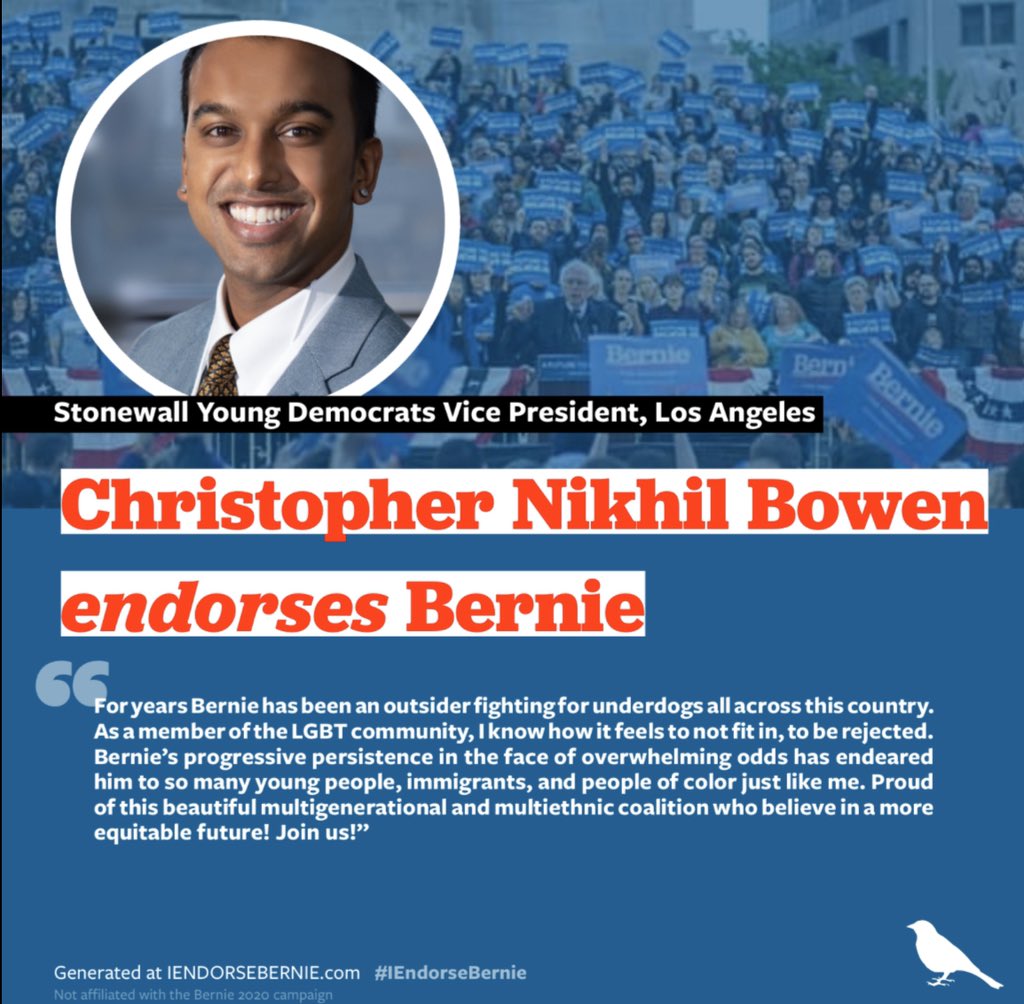 Bernie
Bern
Bernie
Stonewall Young Democrats Vice President, Los Angeles
Christopher Nikhil Bowen
endorses Bernie
“
For years Bernie has been an outsider fighting for underdogs all across this country.
As a member of the LGBT community, I know how it feels to not fit in, to be rejected.
Bernie’s progressive persistence in the face of overwhelming odds has endeared
him to so many young people, immigrants, and people of color just like me. Proud
of this beautiful multigenerational and multiethnic coalition who believe in a more
equitable future! Join us!”
Generated at IENDORSEBERNIE.com #IEndorseBernie
Not affiliated with the Bernie 2020 campaign